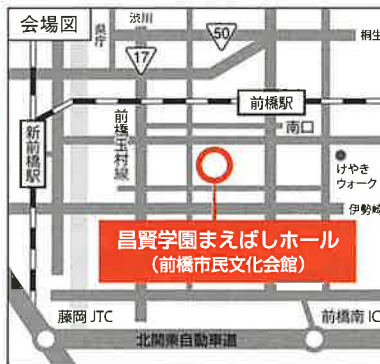 会場図
県庁
渋川
50
桐生
17
前橋駅
新前橋駅
前橋玉村線
南口
けやき
ウォーク
伊勢崎
昌賢学園まえばしホール
(前橋市民文化会館)
藤岡 JTC
前橋南 IC
北関東自動車道